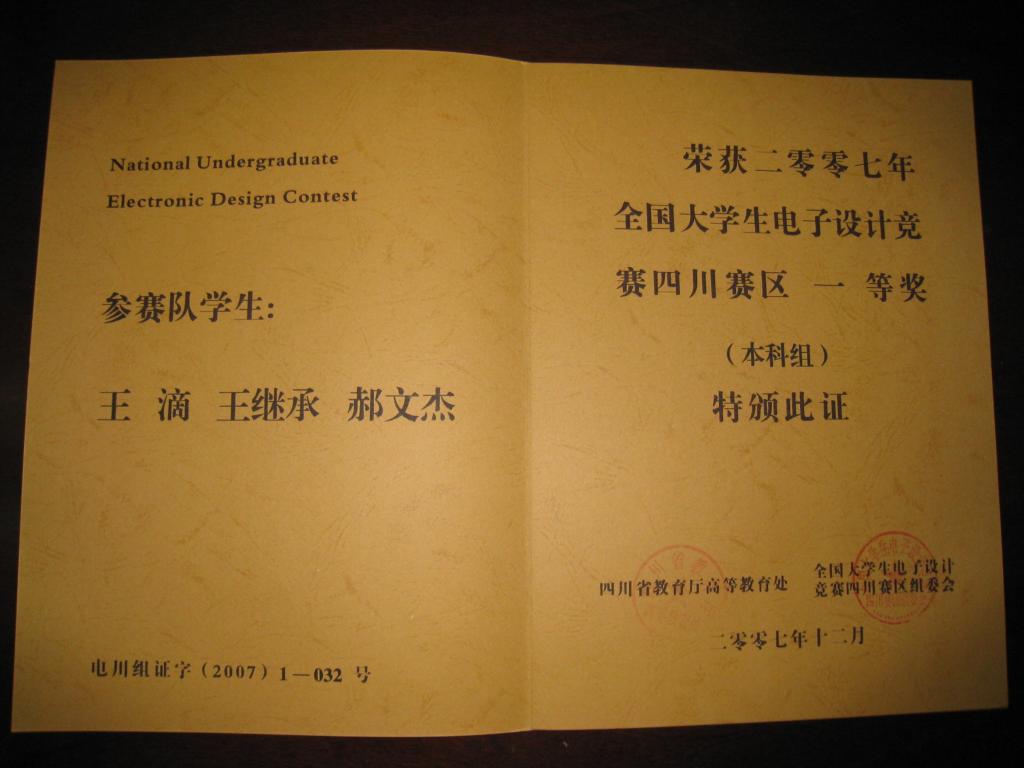 National Undergraduate
Electronic Design Contest
参赛队学生:
王 滴 王继承 郝文杰
电川组证字(2007) 1—032 号
荣获二零零七年
全国大学生电子设计竞
赛四川赛区 一 等奖
(本科组)
特颁此证
四川省教育厅高等教育处
全国大学生电子设计
竞赛四川赛区组委会
二零零七年十二月